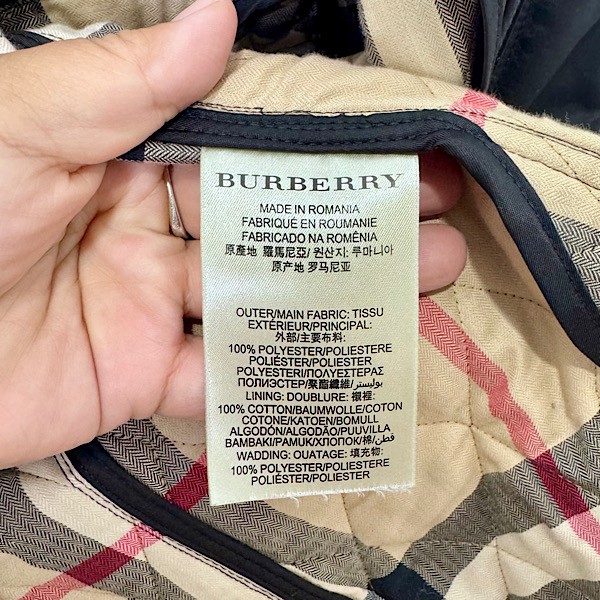 BURBERRY
MADE IN ROMANIA
FABRIQUÉ EN ROUMANIE
FABRICADO NA ROMÊNIA
原產地 羅馬尼亞/ 원산지: 루마니아
原产地 罗马尼亚
OUTER/MAIN FABRIC: TISSU
EXTÉRIEUR/PRINCIPAL:
外部/主要布料:
100% POLYESTER/POLIESTERE
POLIÉSTER/POLIESTER
POLYESTERI/ΠΟΛΥΕΣΤΕΡΑΣ
ПОЛИЭСТЕР/聚酯纖維/بوليستر
LINING: DOUBLURE: 襯裡:
100% COTTON/BAUMWOLLE/COTON
COTONE/KATOEN/BOMULL
ALGODÓN/ALGODÃO/PUUVILLA
BAMBAKI/PAMUK/ХЛОПОК/棉/قطن
WADDING: OUATAGE: 填充物:
100% POLYESTER/POLIESTERE
POLIÉSTER/POLIESTER